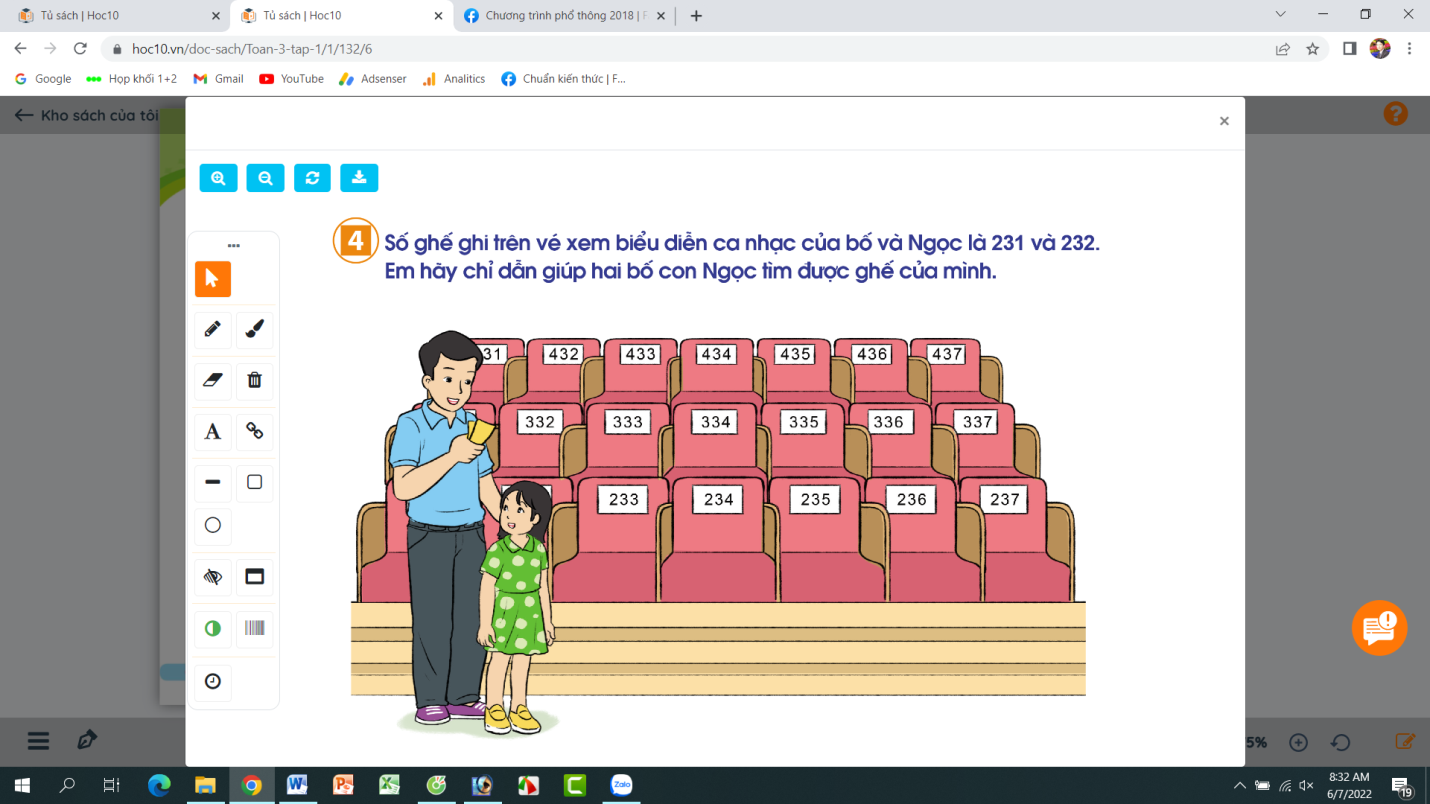 Tủ sách | Hoc10
Tủ sách | Hoc10
Chương trình phổ thông 2018 | F
hoc10.vn/doc-sach/Toan-3-tap-1/1/132/6
Google Họp khối 1+2 Gmail YouTube Adsenser Analitics Chuẩn kiến thức | F...
Kho sách của tôi
4 Số ghế ghi trên vé xem biểu diễn ca nhạc của bố và Ngọc là 231 và 232.
Em hãy chỉ dẫn giúp hai bố con Ngọc tìm được ghế của mình.
31 432 433 434 435 436 437
332 333 334 335 336 337
233 234 235 236 237
A
5%
Zalo
8:32 AM
6/7/2022
19